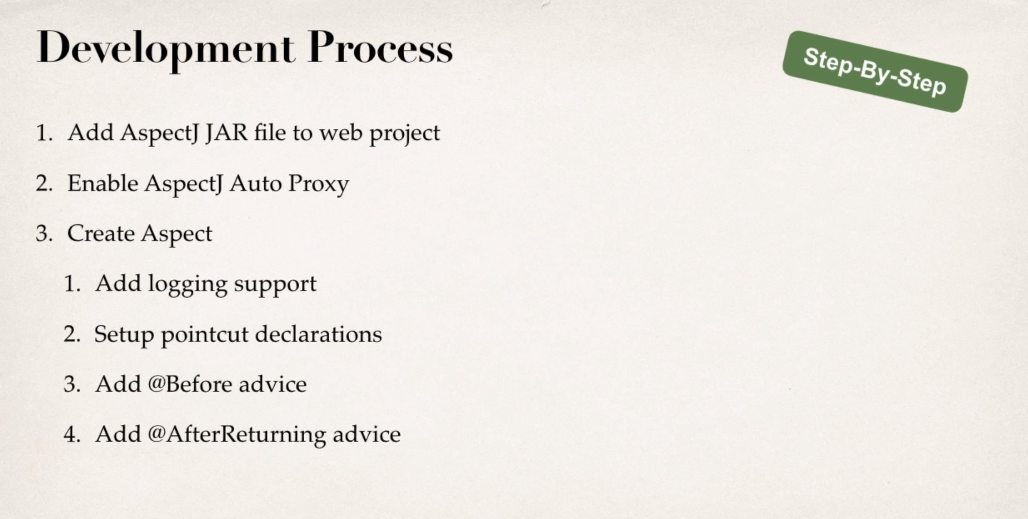 Development Process
Step-By-Step
1. Add AspectJ JAR file to web project
2. Enable AspectJ Auto Proxy
3. Create Aspect
1. Add logging support
2. Setup pointcut declarations
3. Add @Before advice
4. Add @AfterReturning advice